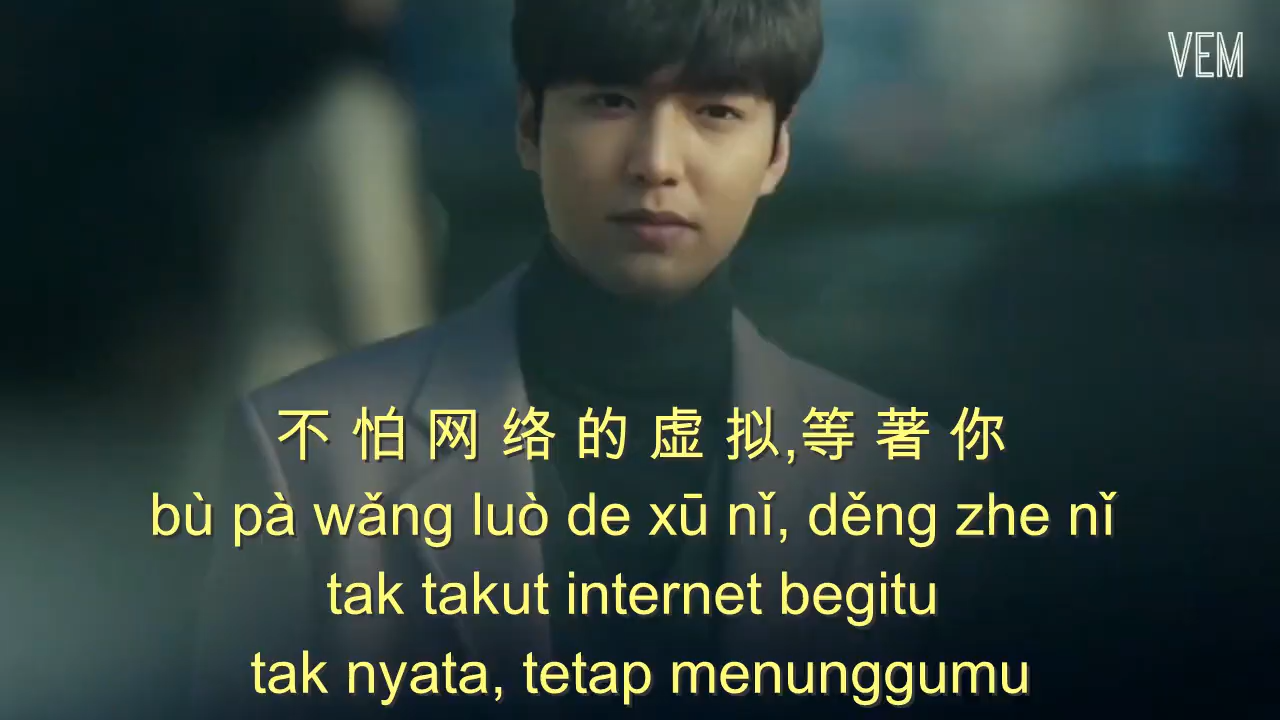 VEM
不怕网络的虚拟,等著你
bù pà wǎng luò de xū nǐ, děng zhe nǐ
tak takut internet begitu
tak nyata, tetap menunggumu